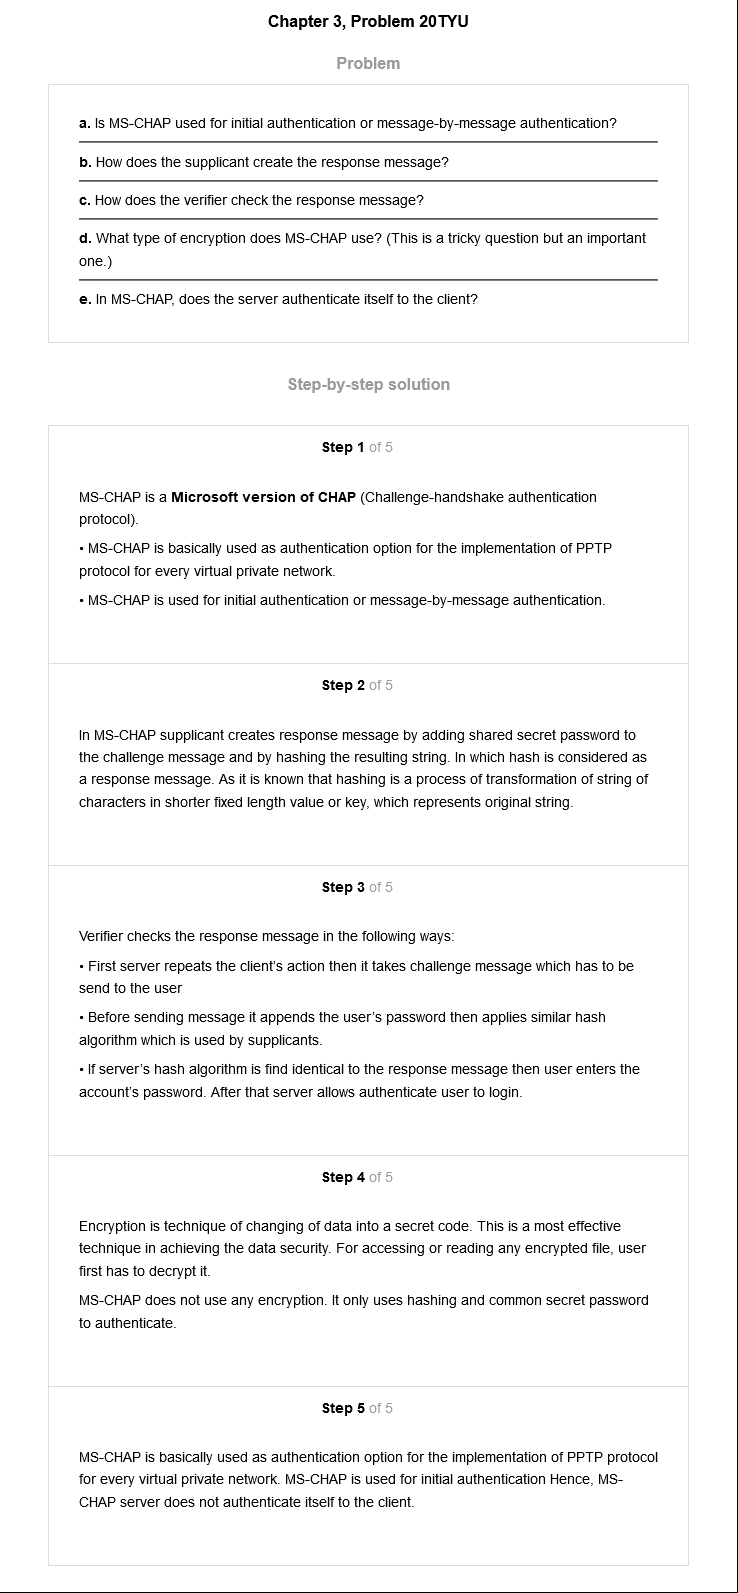 Chapter 3, Problem 20TYU
Problem
a. Is MS-CHAP used for initial authentication or message-by-message authentication?
b. How does the supplicant create the response message?
c. How does the verifier check the response message?
d. What type of encryption does MS-CHAP use? (This is a tricky question but an important
one.)
e. In MS-CHAP, does the server authenticate itself to the client?
Step-by-step solution
Step 1 of 5
MS-CHAP is a Microsoft version of CHAP (Challenge-handshake authentication
protocol).
• MS-CHAP is basically used as authentication option for the implementation of PPTP
protocol for every virtual private network.
• MS-CHAP is used for initial authentication or message-by-message authentication.
Step 2 of 5
In MS-CHAP supplicant creates response message by adding shared secret password to
the challenge message and by hashing the resulting string. In which hash is considered as
a response message. As it is known that hashing is a process of transformation of string of
characters in shorter fixed length value or key, which represents original string.
Step 3 of 5
Verifier checks the response message in the following ways:
• First server repeats the client's action then it takes challenge message which has to be
send to the user
• Before sending message it appends the user's password then applies similar hash
algorithm which is used by supplicants.
• If server's hash algorithm is find identical to the response message then user enters the
account's password. After that server allows authenticate user to login.
Step 4 of 5
Encryption is technique of changing of data into a secret code. This is a most effective
technique in achieving the data security. For accessing or reading any encrypted file, user
first has to decrypt it.
MS-CHAP does not use any encryption. It only uses hashing and common secret password
to authenticate.
Step 5 of 5
MS-CHAP is basically used as authentication option for the implementation of PPTP protocol
for every virtual private network. MS-CHAP is used for initial authentication Hence, MS-
CHAP server does not authenticate itself to the client.